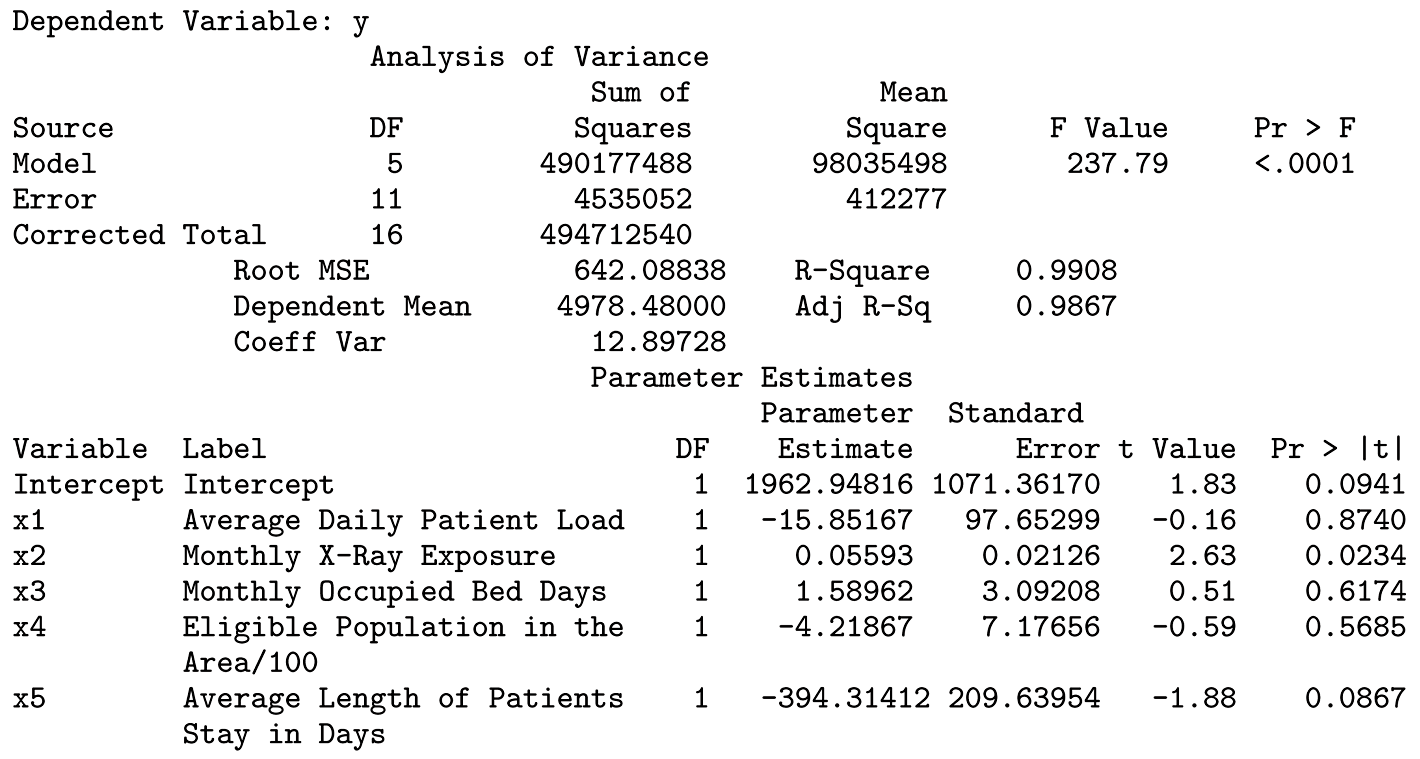 Dependent Variable: y
Analysis of Variance
Sum of Mean
Source DF Squares Square F Value Pr > F
Model 5 490177488 98035498 237.79 <.0001
Error 11 4535052 412277
Corrected Total 16 494712540
Root MSE 642.08838 R-Square 0.9908
Dependent Mean 4978.48000 Adj R-Sq 0.9867
Coeff Var 12.89728
Parameter Estimates
Parameter Standard
Variable Label DF Estimate Error t Value Pr > |t|
Intercept Intercept 1 1962.94816 1071.36170 1.83 0.0941
x1 Average Daily Patient Load 1 -15.85167 97.65299 -0.16 0.8740
x2 Monthly X-Ray Exposure 1 0.05593 0.02126 2.63 0.0234
x3 Monthly Occupied Bed Days 1 1.58962 3.09208 0.51 0.6174
x4 Eligible Population in the 1 -4.21867 7.17656 -0.59 0.5685
Area/100
x5 Average Length of Patients 1 -394.31412 209.63954 -1.88 0.0867
Stay in Days